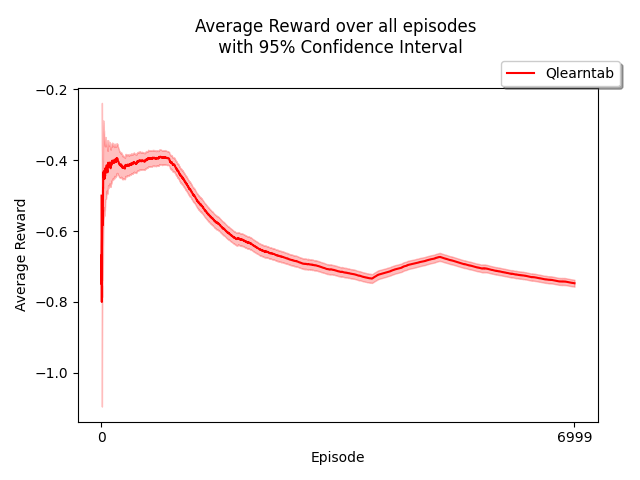 Average Reward over all episodes
with 95% Confidence Interval
Qlearntab
−0.2
−0.4
−0.6
−0.8
−1.0
Average Reward
0
6999
Episode